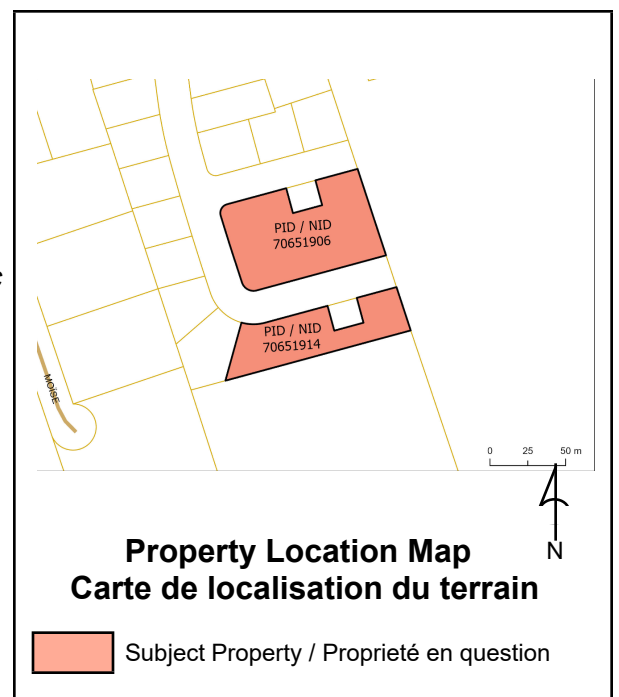 PID / NID
70651906
PID / NID
70651914
MOÏSE
0 25 50 m
N
Property Location Map
Carte de localisation du terrain
Subject Property / Proprieté en question